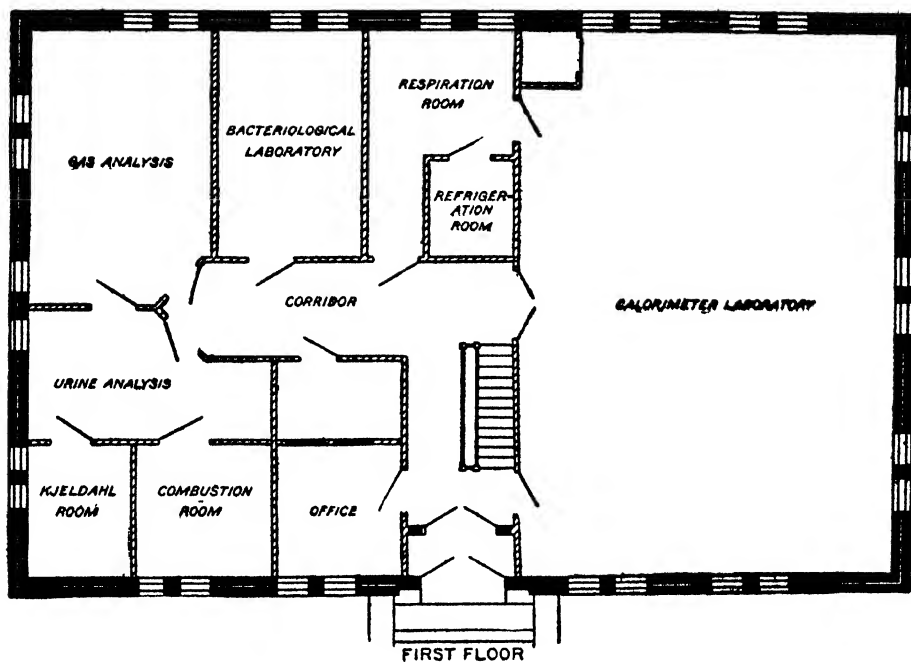 RESPIRATION
ROOM
BACTERIOLOGICAL
LABORATORY
GAS ANALYSIS
REFRIGER-
ATION
ROOM
CORRIDOR
CALORIMETER LABORATORY
URINE ANALYSIS
KJELDAHL
ROOM
COMBUSTION
ROOM
OFFICE
FIRST FLOOR